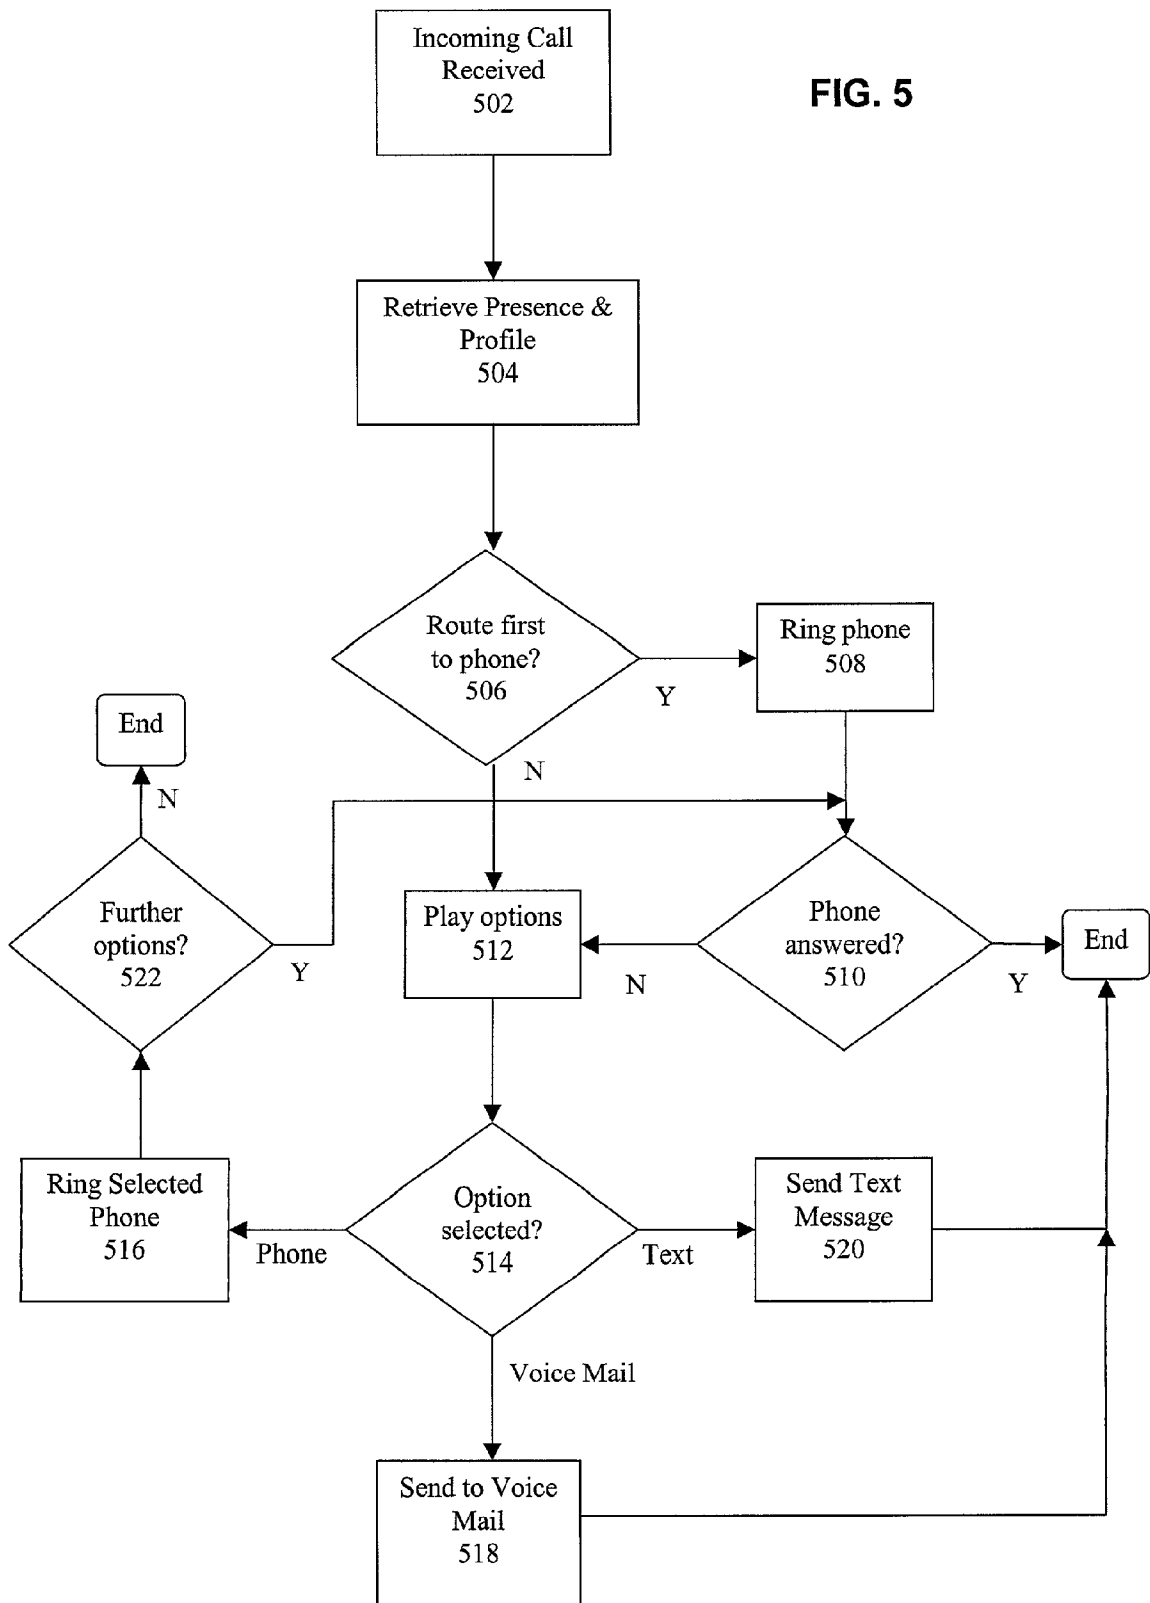 Incoming Call
Received
502
FIG. 5
Retrieve Presence &
Profile
504
Route first
to phone?
506
Y
Ring phone
508
End
N
N
Further
options?
522
Y
Play options
512
N
Phone
answered?
510
Y
End
Ring Selected
Phone
516
Phone
Option
selected?
514
Text
Send Text
Message
520
Voice Mail
Send to Voice
Mail
518